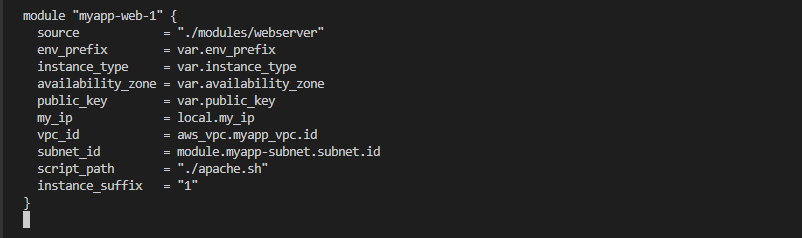 module "myapp-web-1" {
  source            = "./modules/webserver"
  env_prefix        = var.env_prefix
  instance_type     = var.instance_type
  availability_zone = var.availability_zone
  public_key        = var.public_key
  my_ip             = local.my_ip
  vpc_id            = aws_vpc.myapp_vpc.id
  subnet_id         = module.myapp-subnet.subnet.id
  script_path       = "./apache.sh"
  instance_suffix   = "1"
}